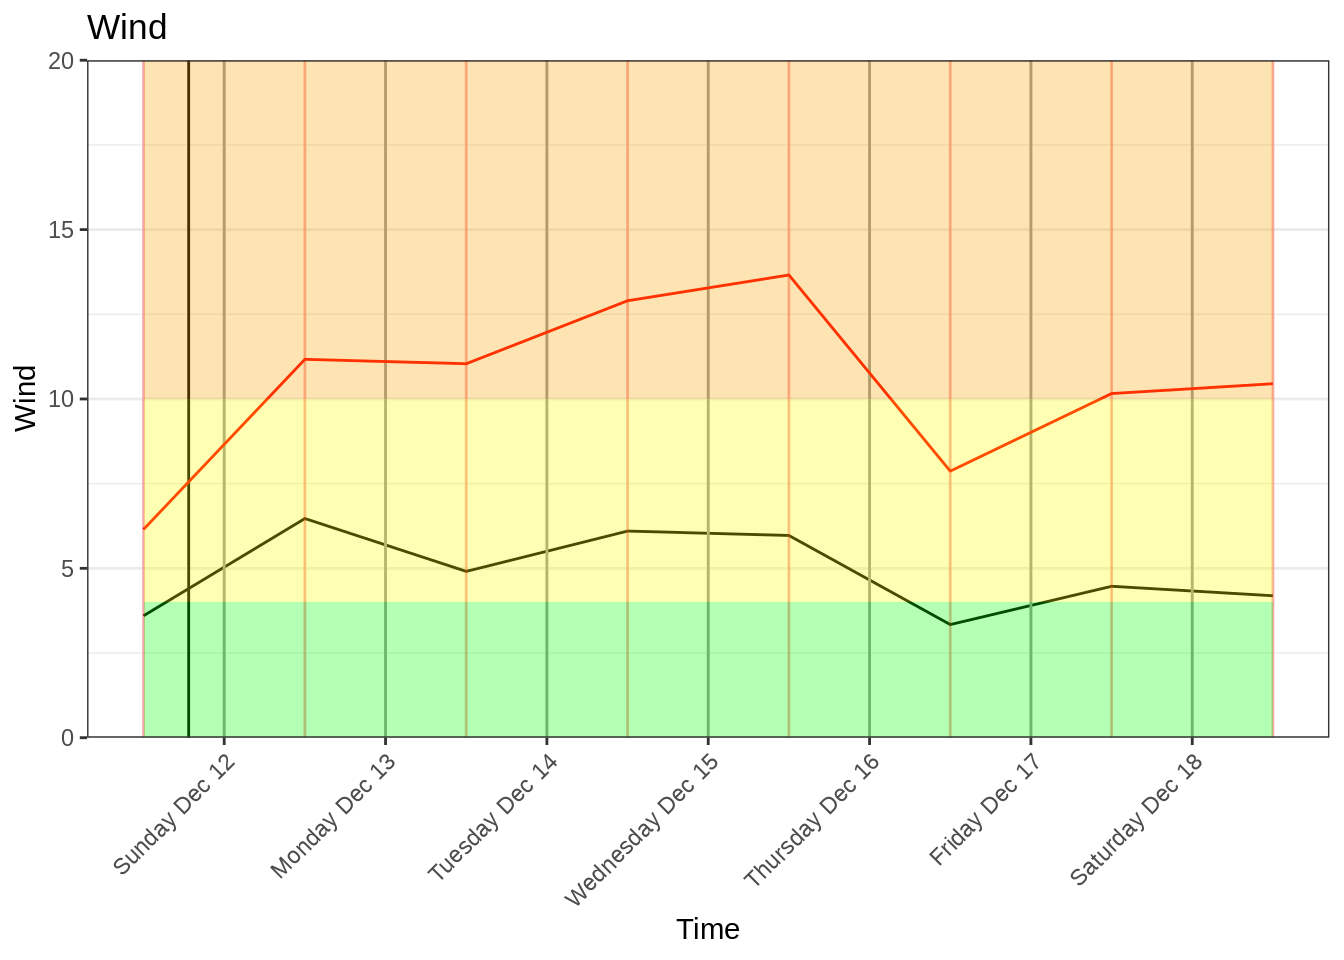 Wind
20
15
10
5
0
Wind
Sunday Dec 12
Monday Dec 13
Tuesday Dec 14
Wednesday Dec 15
Thursday Dec 16
Friday Dec 17
Saturday Dec 18
Time